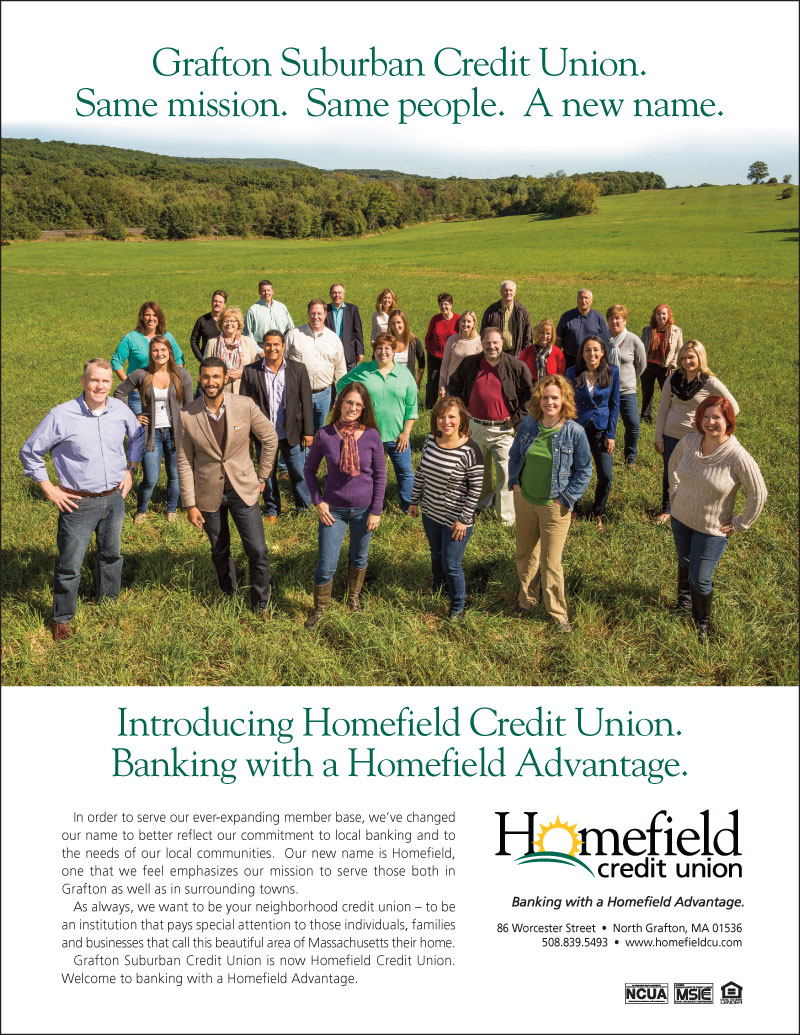 Grafton Suburban Credit Union.
Same mission.  Same people.  A new name.
Introducing Homefield Credit Union.
Banking with a Homefield Advantage.
In order to serve our ever-expanding member base, we’ve changed
our name to better reflect our commitment to local banking and to
the needs of our local communities.  Our new name is Homefield,
one that we feel emphasizes our mission to serve those both in
Grafton as well as in surrounding towns.
As always, we want to be your neighborhood credit union – to be
an institution that pays special attention to those individuals, families
and businesses that call this beautiful area of Massachusetts their home.
Grafton Suburban Credit Union is now Homefield Credit Union.
Welcome to banking with a Homefield Advantage.
Homefield
credit union
Banking with a Homefield Advantage.
86 Worcester Street • North Grafton, MA 01536
508.839.5493 • www.homefieldcu.com
NCUA MSIC